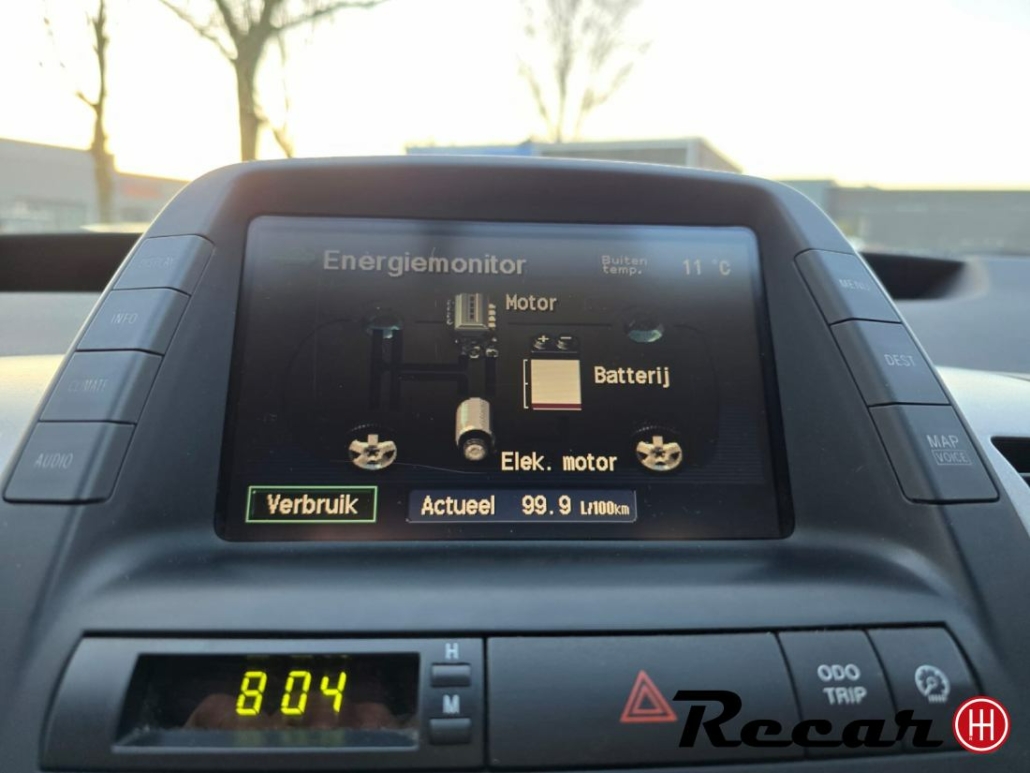 Energiemonitor
Buiten temp. 11 °C
Motor
Batterij
Elek. motor
Verbruik
Actueel 99.9 L/100km
DISPLAY
INFO
CLIMATE
AUDIO
MENU
DEST
MAP
VOICE
804
H
M
ODO
TRIP
Recar